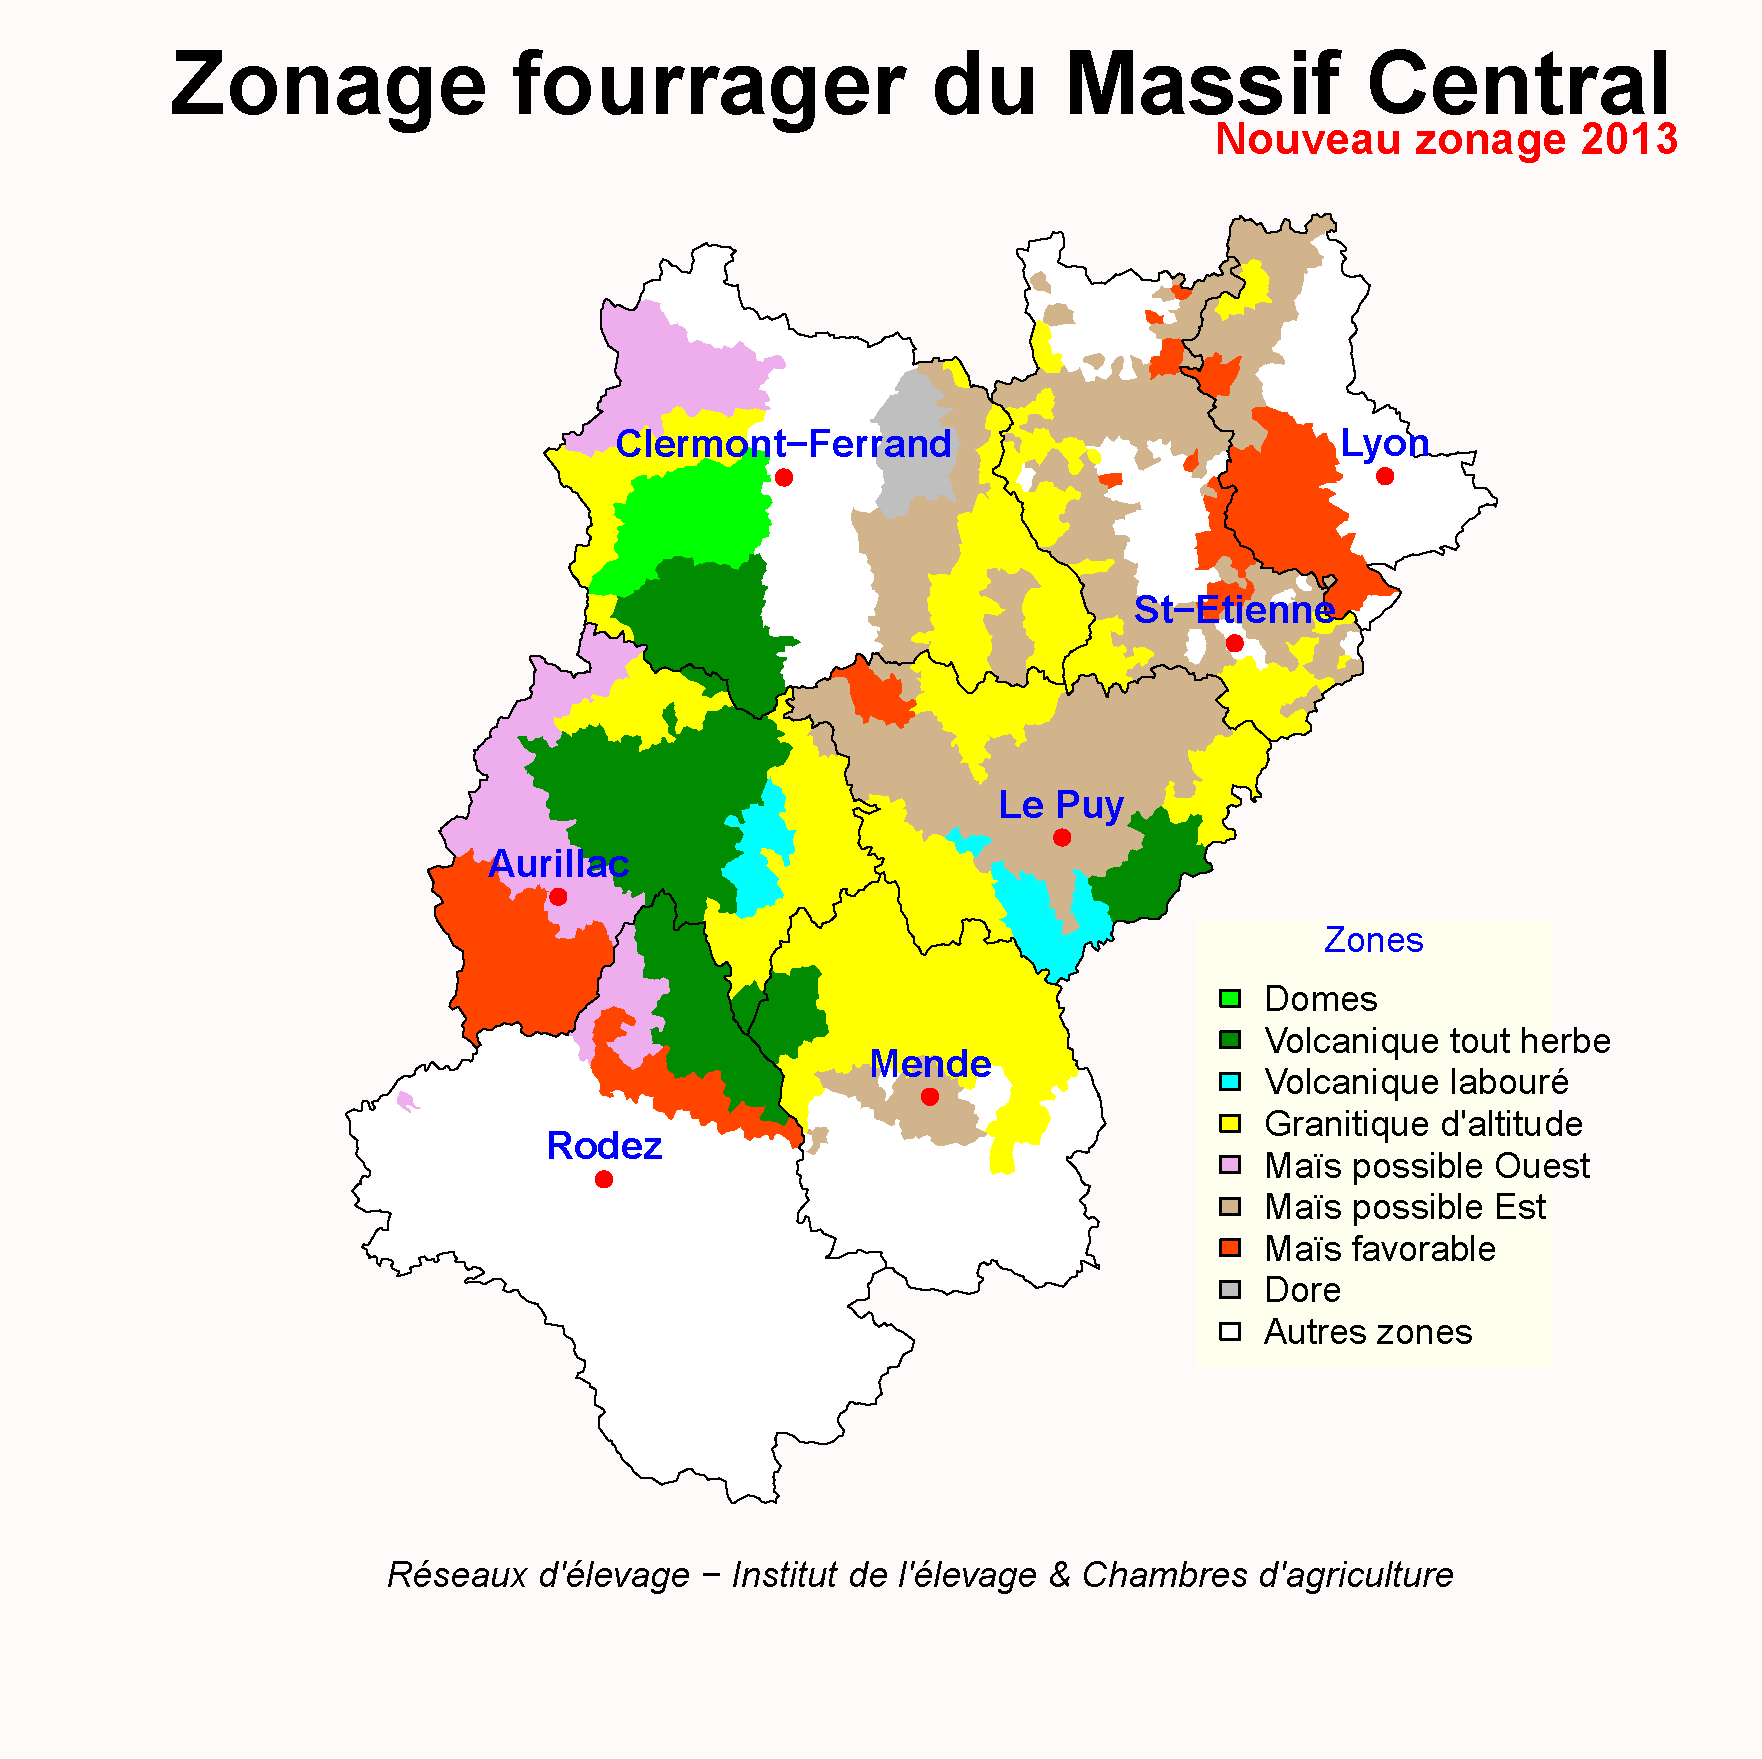 Zonage fourrager du Massif Central
Nouveau zonage 2013
Clermont−Ferrand
Lyon
St−Etienne
Le Puy
Aurillac
Mende
Rodez
Zones
Domes
Volcanique tout herbe
Volcanique labouré
Granitique d'altitude
Maïs possible Ouest
Maïs possible Est
Maïs favorable
Dore
Autres zones
Réseaux d'élevage − Institut de l'élevage & Chambres d'agriculture